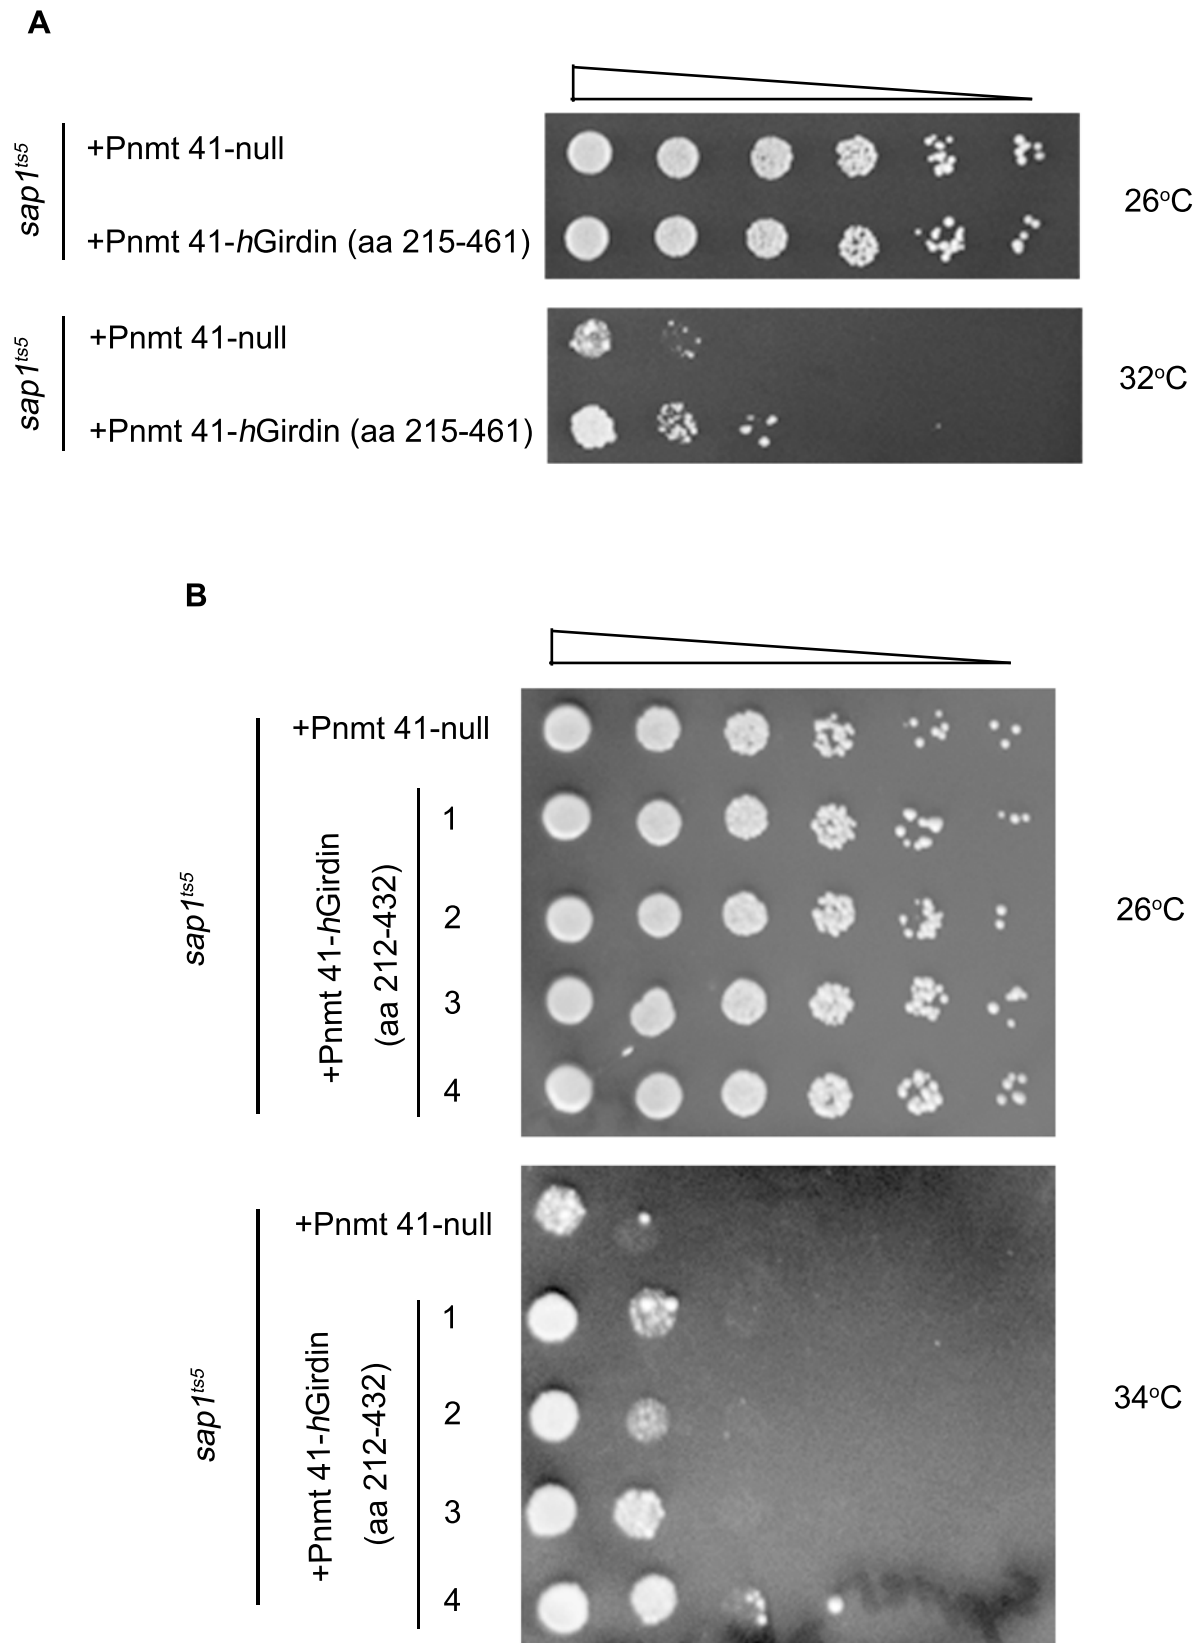 A
sap1ts5
+Pnmt 41-null
+Pnmt 41-hGirdin (aa 215-461)
26oC
sap1ts5
+Pnmt 41-null
+Pnmt 41-hGirdin (aa 215-461)
32oC
B
sap1ts5
+Pnmt 41-null
+Pnmt 41-hGirdin
(aa 212-432)
1
2
3
4
26oC
sap1ts5
+Pnmt 41-null
+Pnmt 41-hGirdin
(aa 212-432)
1
2
3
4
34oC